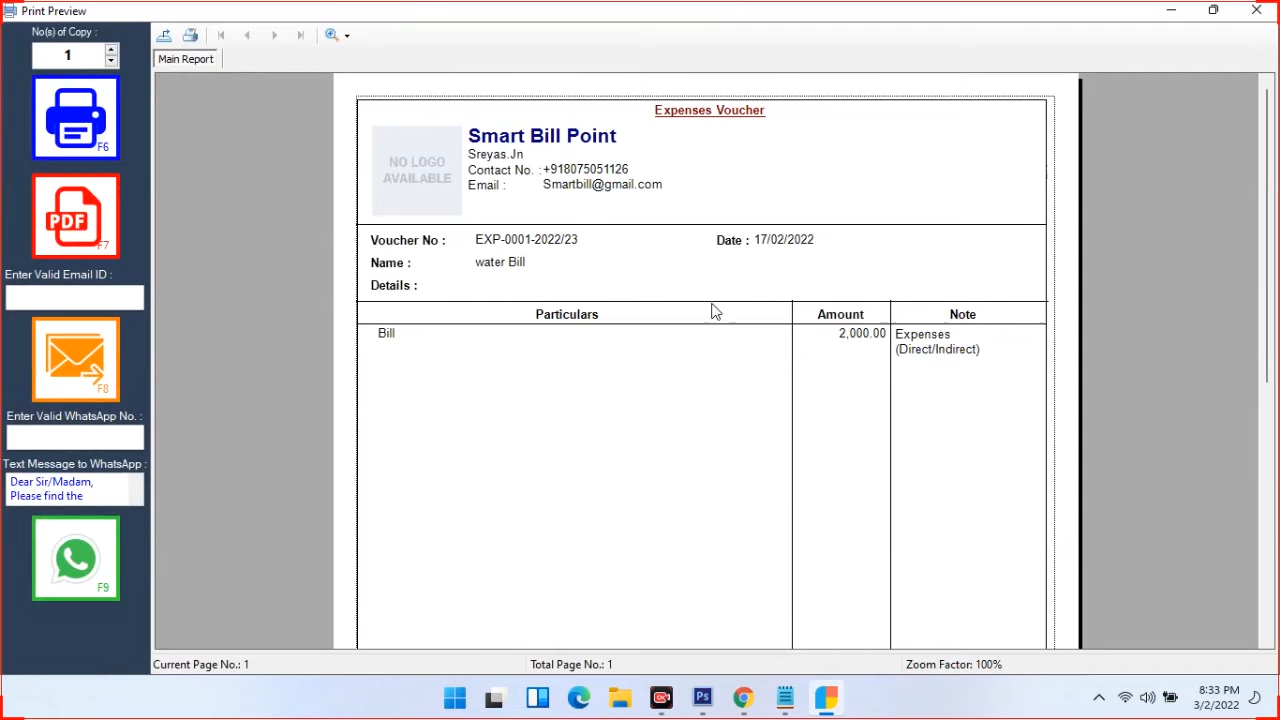 Print Preview
No(s) of Copy :
1
F6
PDF
F7
Enter Valid Email ID :
F8
Enter Valid WhatsApp No. :
Text Message to WhatsApp :
Dear Sir/Madam,
Please find the
F9
Main Report
Expenses Voucher
NO LOGO
AVAILABLE
Smart Bill Point
Sreyas.Jn
Contact No. : +918075051126
Email : Smartbill@gmail.com
Voucher No : EXP-0001-2022/23 Date : 17/02/2022
Name : water Bill
Details :
Particulars Amount Note
Bill 2,000.00 Expenses
(Direct/Indirect)
Current Page No.: 1 Total Page No.: 1 Zoom Factor: 100%
Ps
8:33 PM
3/2/2022